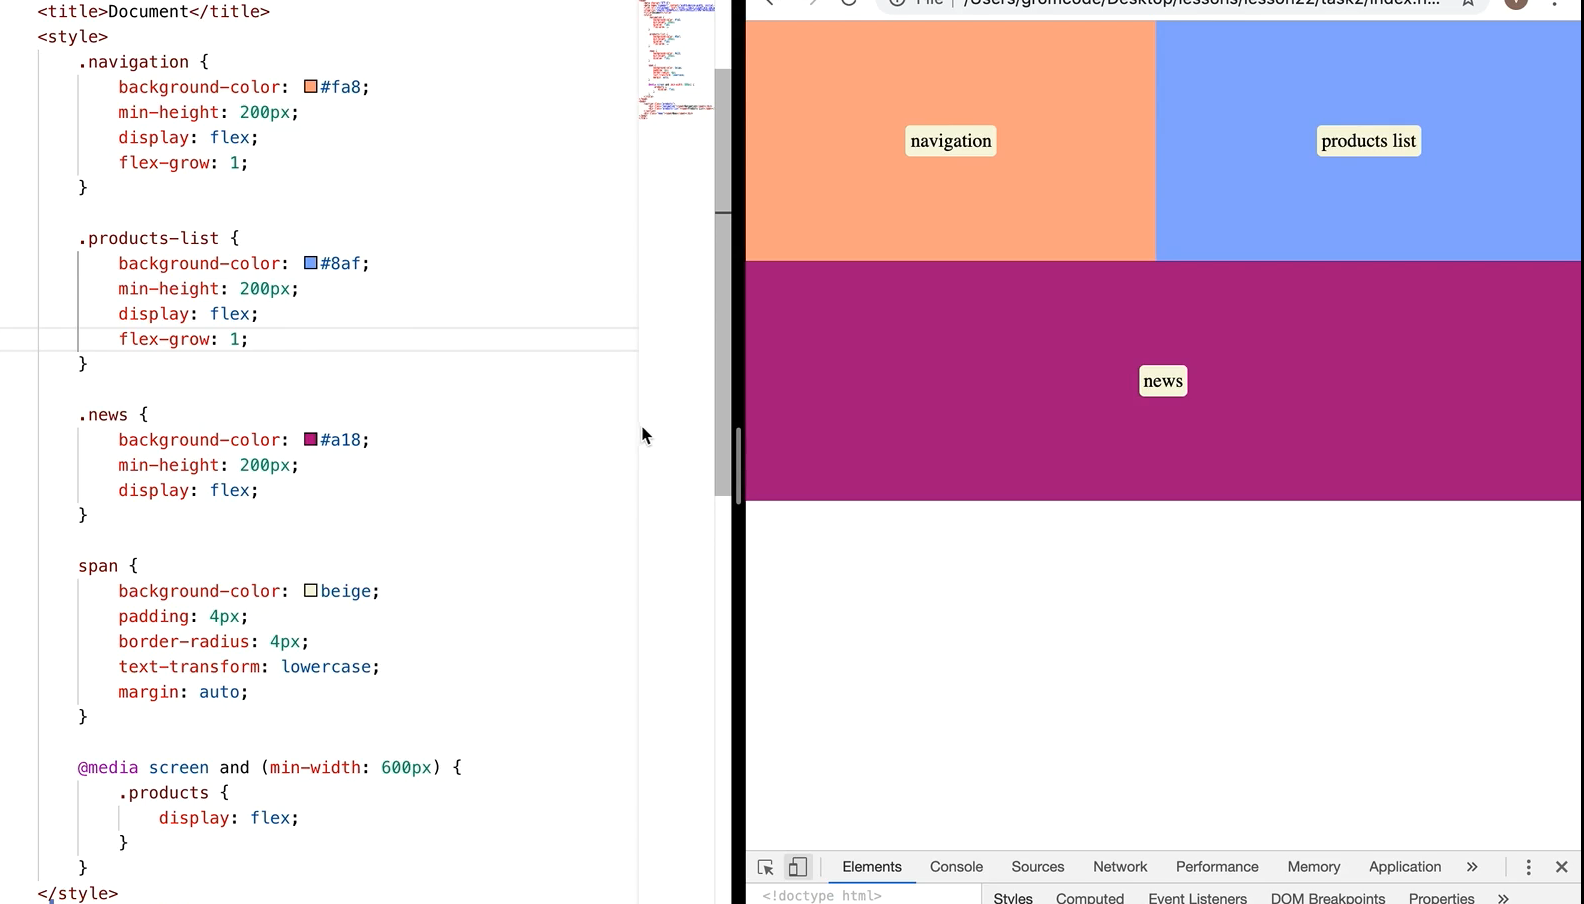 <title>Document</title>
<style>
.navigation {
background-color: #fa8;
min-height: 200px;
display: flex;
flex-grow: 1;
}
.products-list {
background-color: #8af;
min-height: 200px;
display: flex;
flex-grow: 1;
}
.news {
background-color: #a18;
min-height: 200px;
display: flex;
}
span {
background-color: beige;
padding: 4px;
border-radius: 4px;
text-transform: lowercase;
margin: auto;
}
@media screen and (min-width: 600px) {
.products {
display: flex;
}
}
</style>
File | /Users/gromcode/Desktop/lessons/lesson22/task2/index.h...
navigation
products list
news
Elements Console Sources Network Performance Memory Application »
<!doctype html>
Styles Computed Event Listeners DOM Breakpoints Properties »